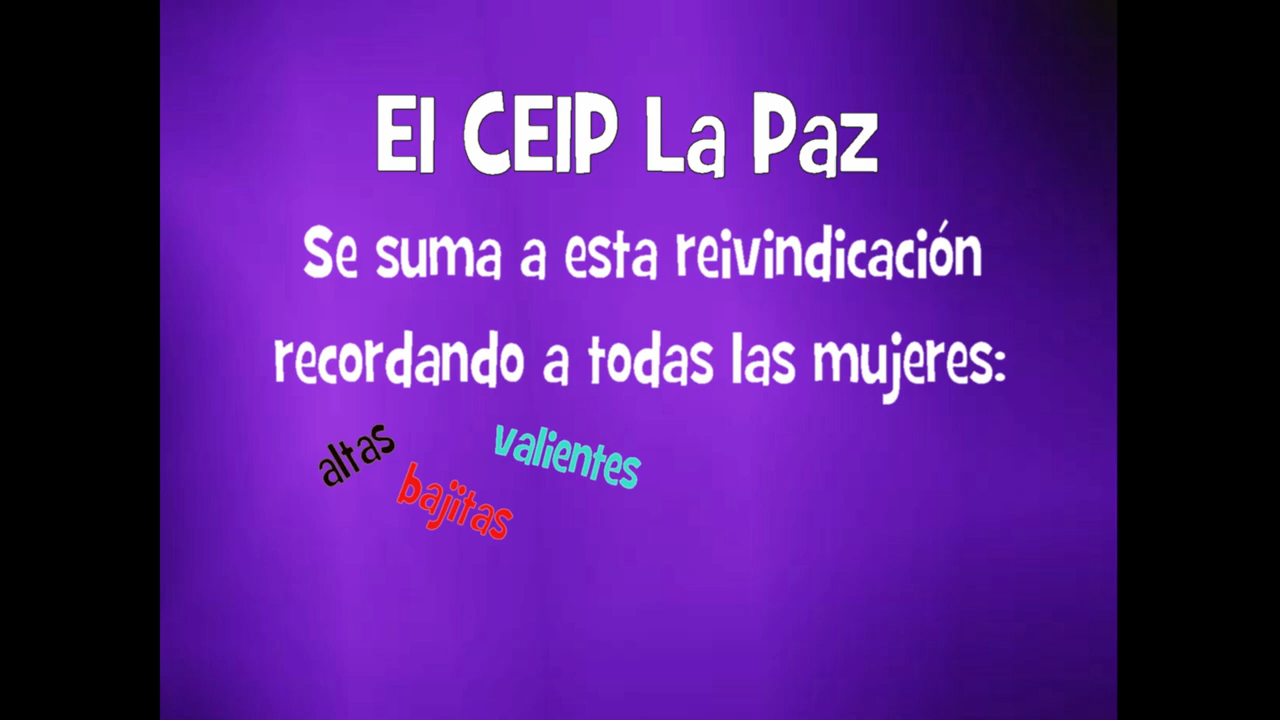 El CEIP La Paz
Se suma a esta reivindicación
recordando a todas las mujeres:
altas
valientes
bajitas